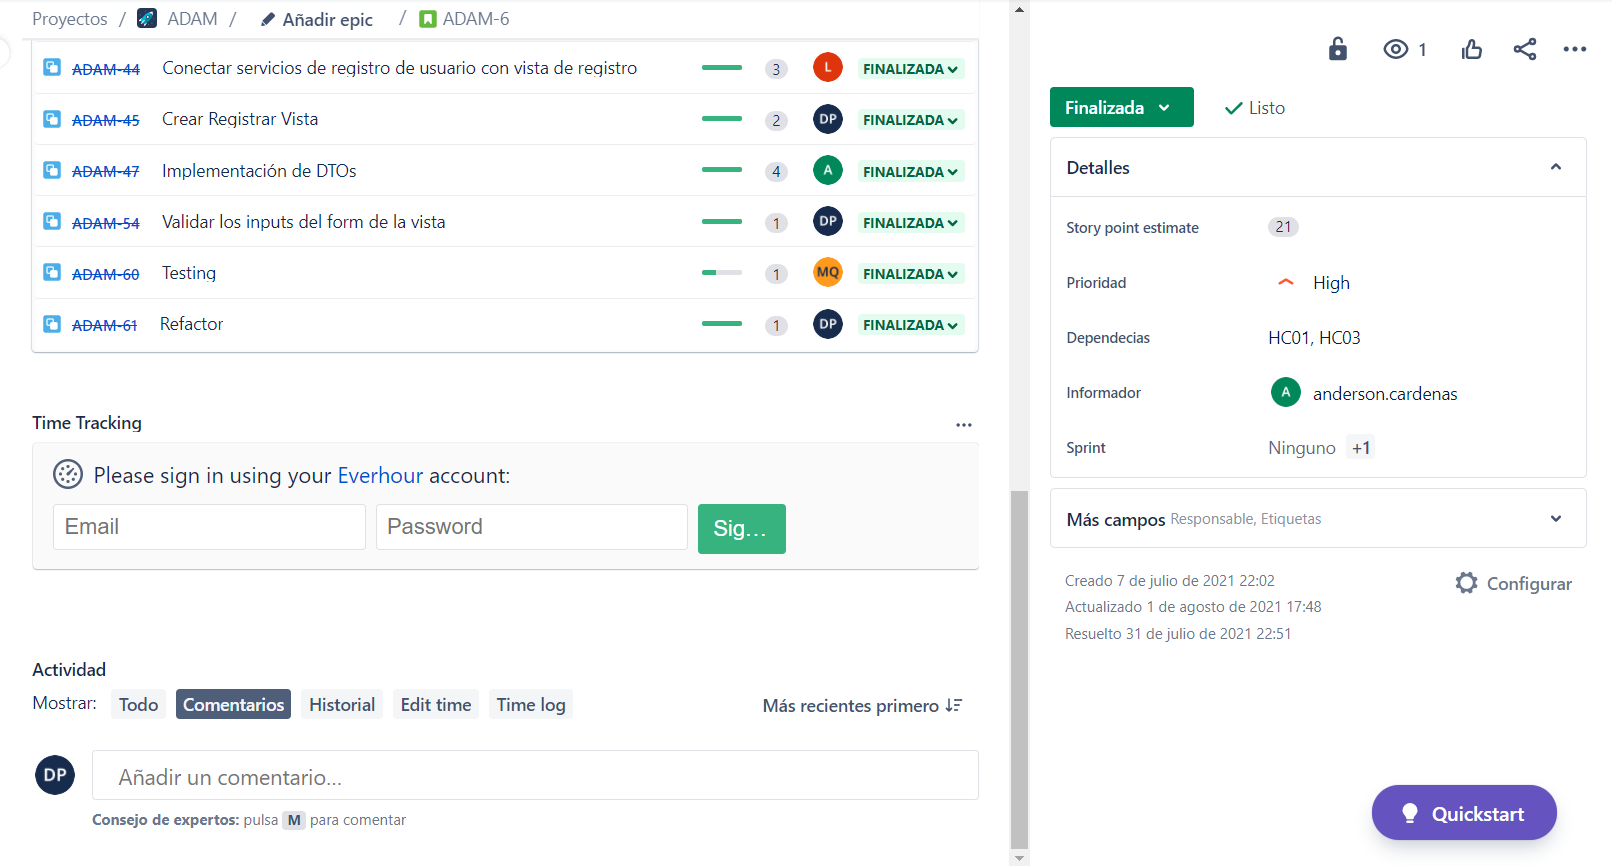 Proyectos / ADAM / Añadir epic / ADAM-6
ADAM-44 Conectar servicios de registro de usuario con vista de registro 3 L FINALIZADA
ADAM-45 Crear Registrar Vista 2 DP FINALIZADA
ADAM-47 Implementación de DTOs 4 A FINALIZADA
ADAM-54 Validar los inputs del form de la vista 1 DP FINALIZADA
ADAM-60 Testing 1 MQ FINALIZADA
ADAM-61 Refactor 1 DP FINALIZADA
Time Tracking
Please sign in using your Everhour account:
Email Password Sig...
Actividad
Mostrar: Todo Comentarios Historial Edit time Time log Más recientes primero
DP Añadir un comentario...
Consejo de expertos: pulsa M para comentar
1
Finalizada Listo
Detalles
Story point estimate 21
Prioridad High
Dependecias HC01, HC03
Informador A anderson.cardenas
Sprint Ninguno +1
Más campos Responsable, Etiquetas
Creado 7 de julio de 2021 22:02
Configurar
Actualizado 1 de agosto de 2021 17:48
Resuelto 31 de julio de 2021 22:51
Quickstart